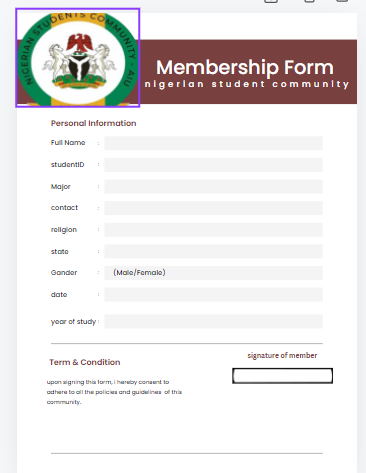 NIGERIAN STUDENTS COMMUNITY - AIU
Membership Form
nigerian student community
Personal Information
Full Name :
studentID :
Major :
contact :
religion :
state :
Gander : (Male/Female)
date :
year of study :
signature of member
Term & Condition
upon signing this form, i hereby consent to
adhere to all the policies and guidelines of this
community.